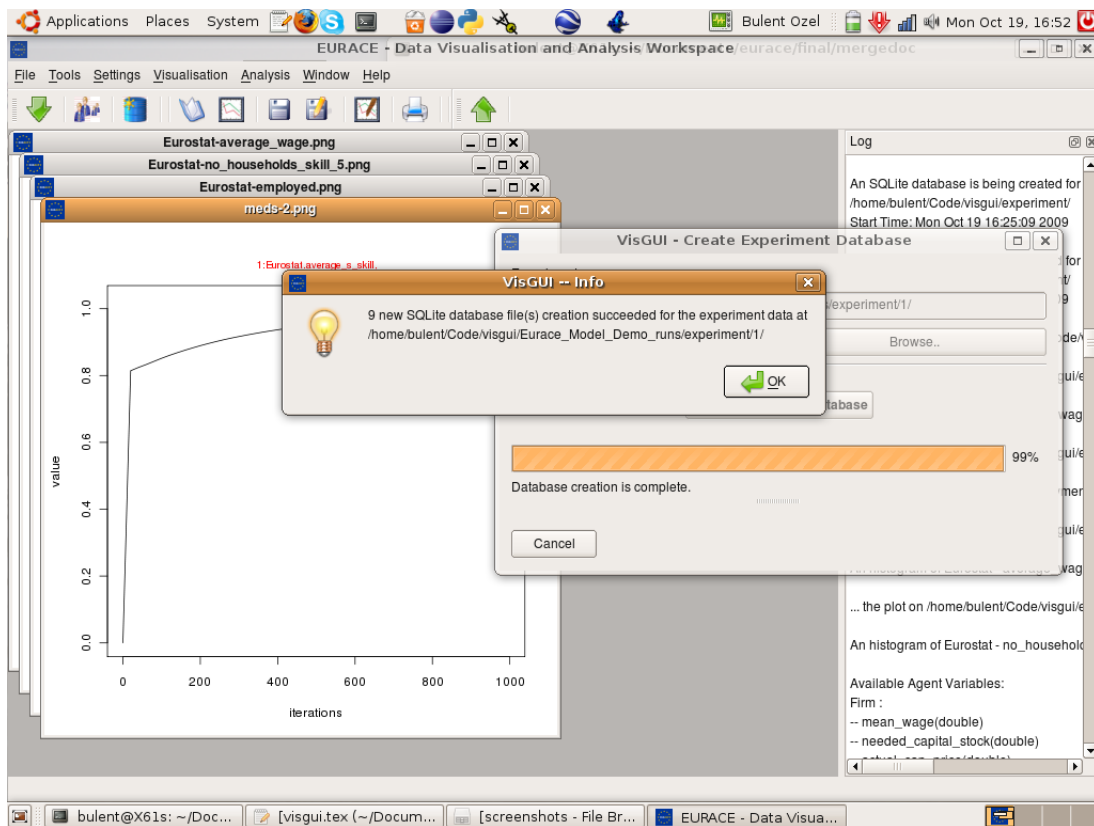 Applications Places System
Bulent Ozel
Mon Oct 19, 16:52
EURACE - Data Visualisation and Analysis Workspace
/eurace/final/mergedoc
File Tools Settings Visualisation Analysis Window Help
Eurostat-average_wage.png
Eurostat-no_households_skill_5.png
Eurostat-employed.png
meds-2.png
1:Eurostat.average_s_skill.
value
0.0
0.2
0.4
0.6
0.8
1.0
0 200 400 600 800 1000
iterations
VisGUI - Create Experiment Database
s/experiment/1/
Browse..
tabase
99%
Database creation is complete.
Cancel
VisGUI -- Info
9 new SQLite database file(s) creation succeeded for the experiment data at
/home/bulent/Code/visgui/Eurace_Model_Demo_runs/experiment/1/
OK
Log
An SQLite database is being created for
/home/bulent/Code/visgui/experiment/
Start Time: Mon Oct 19 16:25:09 2009
... the plot on /home/bulent/Code/visgui/e
An histogram of Eurostat - no_househol
Available Agent Variables:
Firm :
-- mean_wage(double)
-- needed_capital_stock(double)
bulent@X61s: ~/Doc...
[visgui.tex (~/Docum...
[screenshots - File Br...
EURACE - Data Visua...